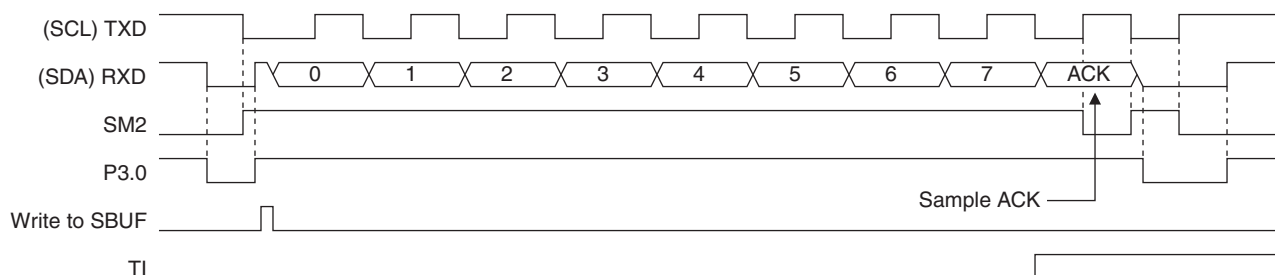 (SCL) TXD
(SDA) RXD 0 1 2 3 4 5 6 7 ACK
SM2
P3.0
Sample ACK
Write to SBUF
TI